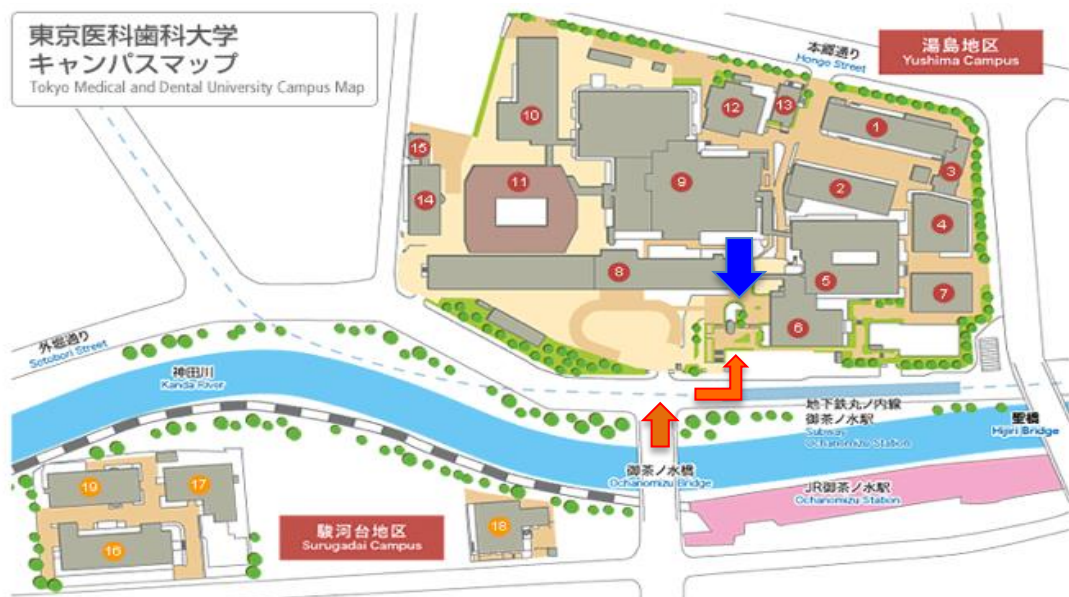 東京医科歯科大学
キャンパスマップ
Tokyo Medical and Dental University Campus Map
本郷通り
Hongo Street
湯島地区
Yushima Campus
10
12
13
1
15
11
9
3
2
14
4
8
5
7
6
外堀通り
Sotobori Street
神田川
Kanda River
地下鉄丸ノ内線
御茶ノ水駅
Subway
Ochanomizu Station
聖橋
Hijiri Bridge
御茶ノ水橋
Ochanomizu Bridge
JR御茶ノ水駅
Ochanomizu Station
19
17
18
16
駿河台地区
Surugadai Campus